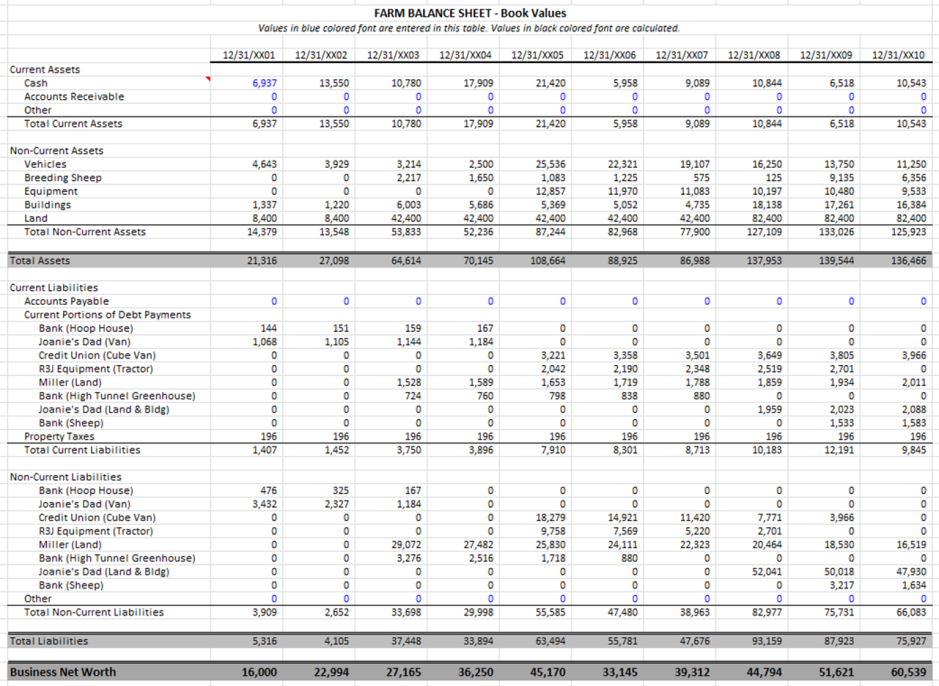 FARM BALANCE SHEET - Book Values
Values in blue colored font are entered in this table. Values in black colored font are calculated.
12/31/XX01 12/31/XX02 12/31/XX03 12/31/XX04 12/31/XX05 12/31/XX06 12/31/XX07 12/31/XX08 12/31/XX09 12/31/XX10
Current Assets
Cash 6,937 13,550 10,780 17,909 21,420 5,958 9,089 10,844 6,518 10,543
Accounts Receivable 0 0 0 0 0 0 0 0 0 0
Other 0 0 0 0 0 0 0 0 0 0
Total Current Assets 6,937 13,550 10,780 17,909 21,420 5,958 9,089 10,844 6,518 10,543
Non-Current Assets
Vehicles 4,643 3,929 3,214 2,500 25,536 22,321 19,107 16,250 13,750 11,250
Breeding Sheep 0 0 2,217 1,650 1,083 1,225 575 125 9,135 6,356
Equipment 0 0 0 0 12,857 11,970 11,083 10,197 10,480 9,533
Buildings 1,337 1,220 6,003 5,686 5,369 5,052 4,735 18,138 17,261 16,384
Land 8,400 8,400 42,400 42,400 42,400 42,400 42,400 82,400 82,400 82,400
Total Non-Current Assets 14,379 13,548 53,833 52,236 87,244 82,968 77,900 127,109 133,026 125,923
Total Assets 21,316 27,098 64,614 70,145 108,664 88,925 86,988 137,953 139,544 136,466
Current Liabilities
Accounts Payable 0 0 0 0 0 0 0 0 0 0
Current Portions of Debt Payments
Bank (Hoop House) 144 151 159 167 0 0 0 0 0 0
Joanie's Dad (Van) 1,068 1,105 1,144 1,184 0 0 0 0 0 0
Credit Union (Cube Van) 0 0 0 0 3,221 3,358 3,501 3,649 3,805 3,966
R3J Equipment (Tractor) 0 0 0 0 2,042 2,190 2,348 2,519 2,701 0
Miller (Land) 0 0 1,528 1,589 1,653 1,719 1,788 1,859 1,934 2,011
Bank (High Tunnel Greenhouse) 0 0 724 760 798 838 880 0 0 0
Joanie's Dad (Land & Bldg) 0 0 0 0 0 0 0 1,959 2,023 2,088
Bank (Sheep) 0 0 0 0 0 0 0 0 1,533 1,583
Property Taxes 196 196 196 196 196 196 196 196 196 196
Total Current Liabilities 1,407 1,452 3,750 3,896 7,910 8,301 8,713 10,183 12,191 9,845
Non-Current Liabilities
Bank (Hoop House) 476 325 167 0 0 0 0 0 0 0
Joanie's Dad (Van) 3,432 2,327 1,184 0 0 0 0 0 0 0
Credit Union (Cube Van) 0 0 0 0 18,279 14,921 11,420 7,771 3,966 0
R3J Equipment (Tractor) 0 0 0 0 9,758 7,569 5,220 2,701 0 0
Miller (Land) 0 0 29,072 27,482 25,830 24,111 22,323 20,464 18,530 16,519
Bank (High Tunnel Greenhouse) 0 0 3,276 2,516 1,718 880 0 0 0 0
Joanie's Dad (Land & Bldg) 0 0 0 0 0 0 0 52,041 50,018 47,930
Bank (Sheep) 0 0 0 0 0 0 0 0 3,217 1,634
Other 0 0 0 0 0 0 0 0 0 0
Total Non-Current Liabilities 3,909 2,652 33,698 29,998 55,585 47,480 38,963 82,977 75,731 66,083
Total Liabilities 5,316 4,105 37,448 33,894 63,494 55,781 47,676 93,159 87,923 75,927
Business Net Worth 16,000 22,994 27,165 36,250 45,170 33,145 39,312 44,794 51,621 60,539